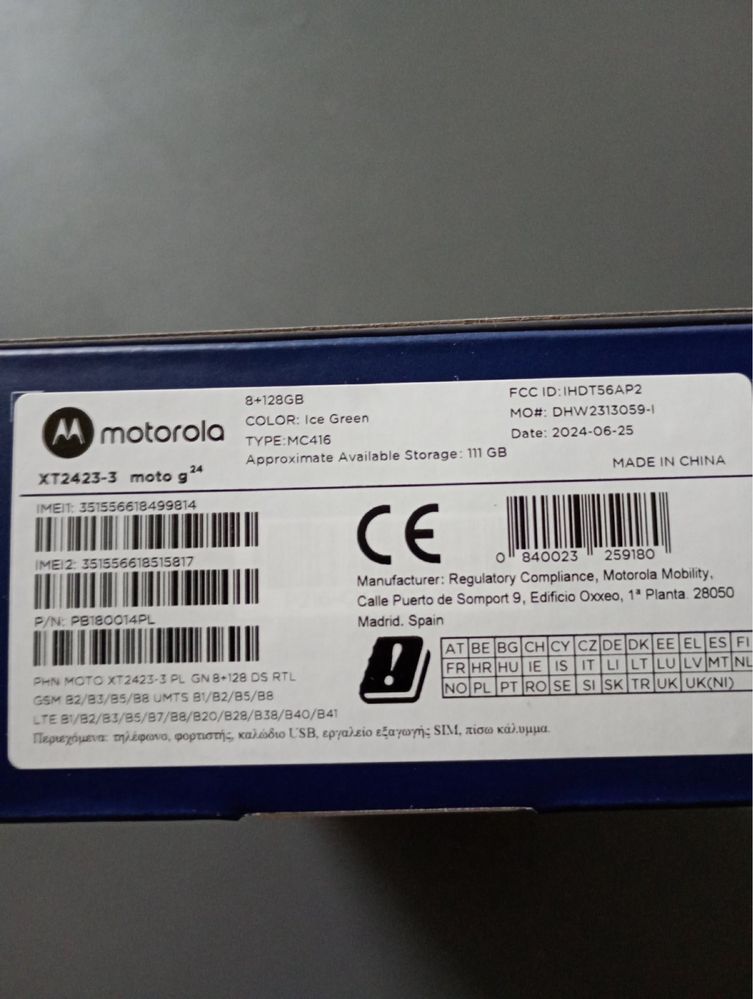 motorola
XT2423-3 moto g24
8+128GB
COLOR: Ice Green
TYPE:MC416
Approximate Available Storage: 111 GB
FCC ID:IHDT56AP2
MO#: DHW2313059-I
Date: 2024-06-25
MADE IN CHINA
IMEI1: 351556618499814
IMEI2: 351556618515817
P/N: PB180014PL
PHN MOTO XT2423-3 PL GN 8+128 DS RTL
GSM B2/B3/B5/B8 UMTS B1/B2/B5/B8
LTE B1/B2/B3/B5/B7/B8/B20/B28/B38/B40/B41
Περιεχόμενα: τηλέφωνο, φορτιστής, καλώδιο USB, εργαλείο εξαγωγής SIM, πίσω κάλυμμα.
CE
0 840023 259180
Manufacturer: Regulatory Compliance, Motorola Mobility,
Calle Puerto de Somport 9, Edificio Oxxeo, 1ª Planta. 28050
Madrid. Spain
AT BE BG CH CY CZ DE DK EE EL ES FI
FR HR HU IE IS IT LI LT LU LV MT NL
NO PL PT RO SE SI SK TR UK UK(NI)